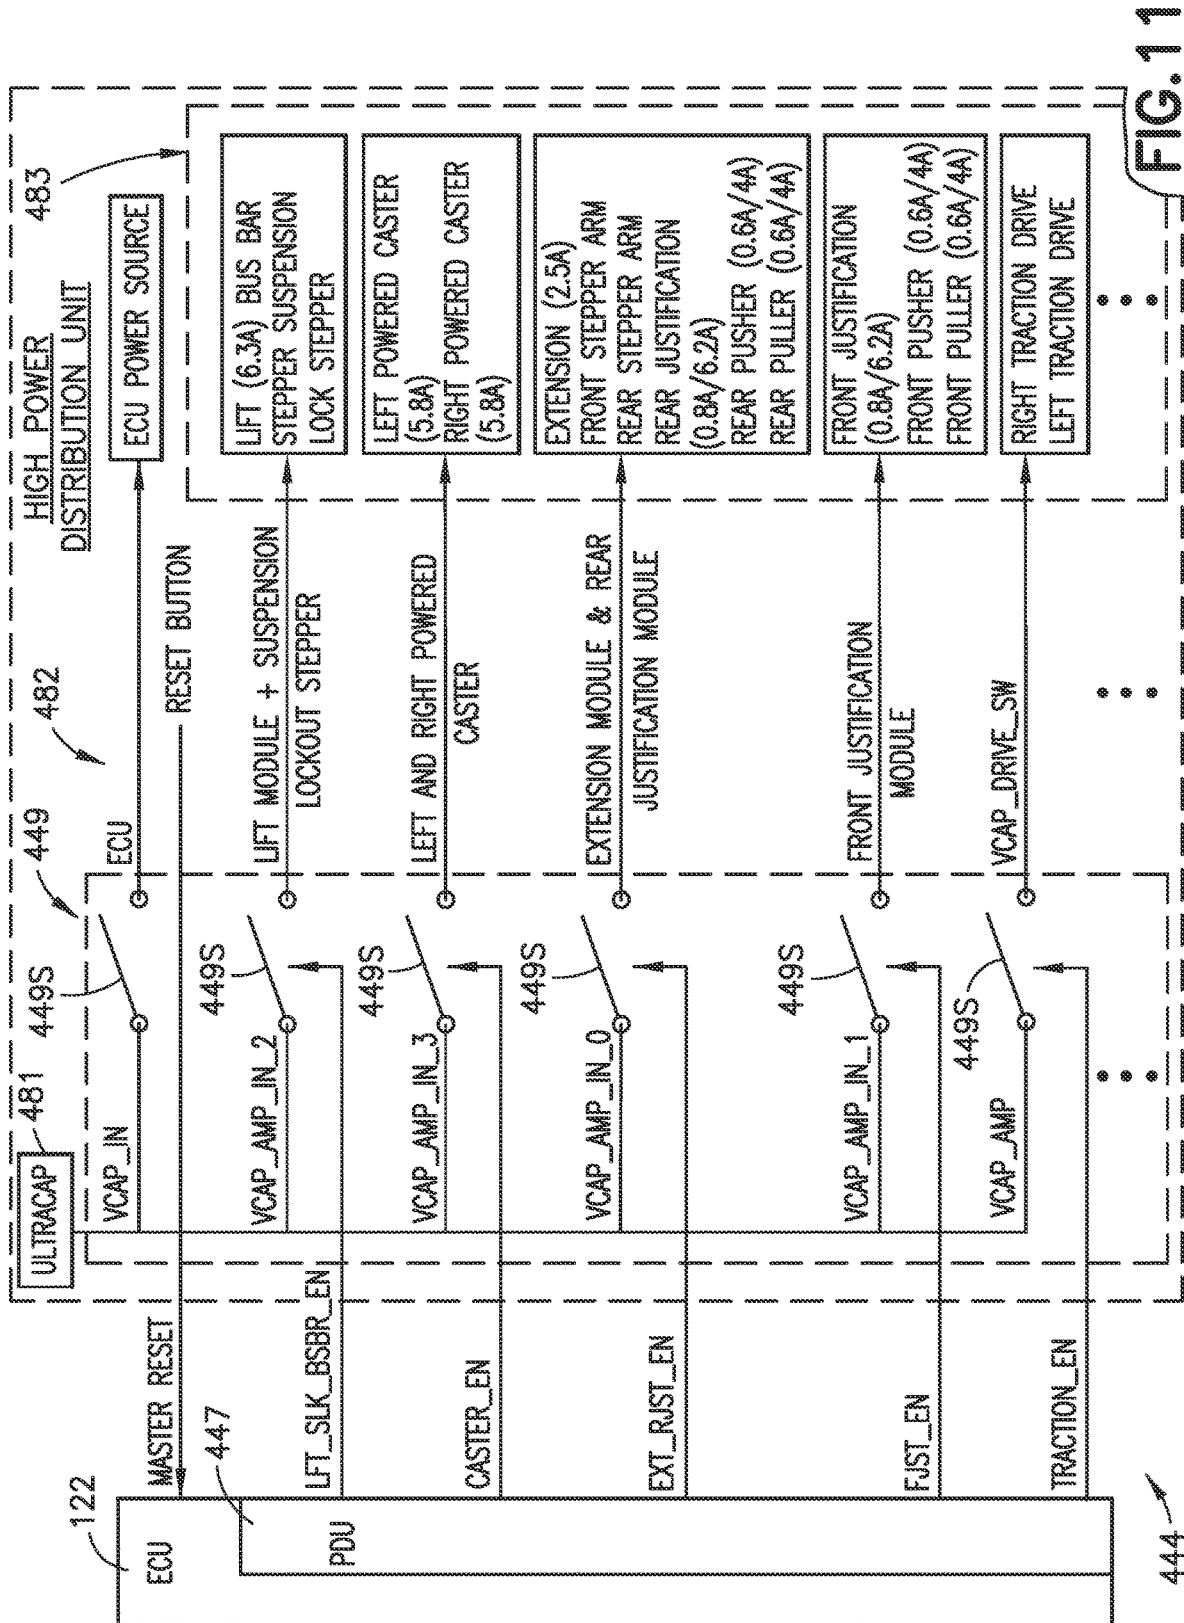 HIGH POWER
DISTRIBUTION UNIT
482
483
449
481
ULTRACAP
122
ECU
447
PDU
444
MASTER RESET
RESET BUTTON
VCAP_IN
449S
ECU
ECU POWER SOURCE
LFT_SLK_BSBR_EN
VCAP_AMP_IN_2
449S
LIFT MODULE + SUSPENSION
LOCKOUT STEPPER
LIFT (6.3A) BUS BAR
STEPPER SUSPENSION
LOCK STEPPER
CASTER_EN
VCAP_AMP_IN_3
449S
LEFT AND RIGHT POWERED
CASTER
LEFT POWERED CASTER
(5.8A)
RIGHT POWERED CASTER
(5.8A)
EXT_RJST_EN
VCAP_AMP_IN_0
449S
EXTENSION MODULE & REAR
JUSTIFICATION MODULE
EXTENSION (2.5A)
FRONT STEPPER ARM
REAR STEPPER ARM
REAR JUSTIFICATION
(0.8A/6.2A)
REAR PUSHER (0.6A/4A)
REAR PULLER (0.6A/4A)
FJST_EN
VCAP_AMP_IN_1
449S
FRONT JUSTIFICATION
MODULE
FRONT JUSTIFICATION
(0.8A/6.2A)
FRONT PUSHER (0.6A/4A)
FRONT PULLER (0.6A/4A)
TRACTION_EN
VCAP_AMP
449S
VCAP_DRIVE_SW
RIGHT TRACTION DRIVE
LEFT TRACTION DRIVE
FIG.11